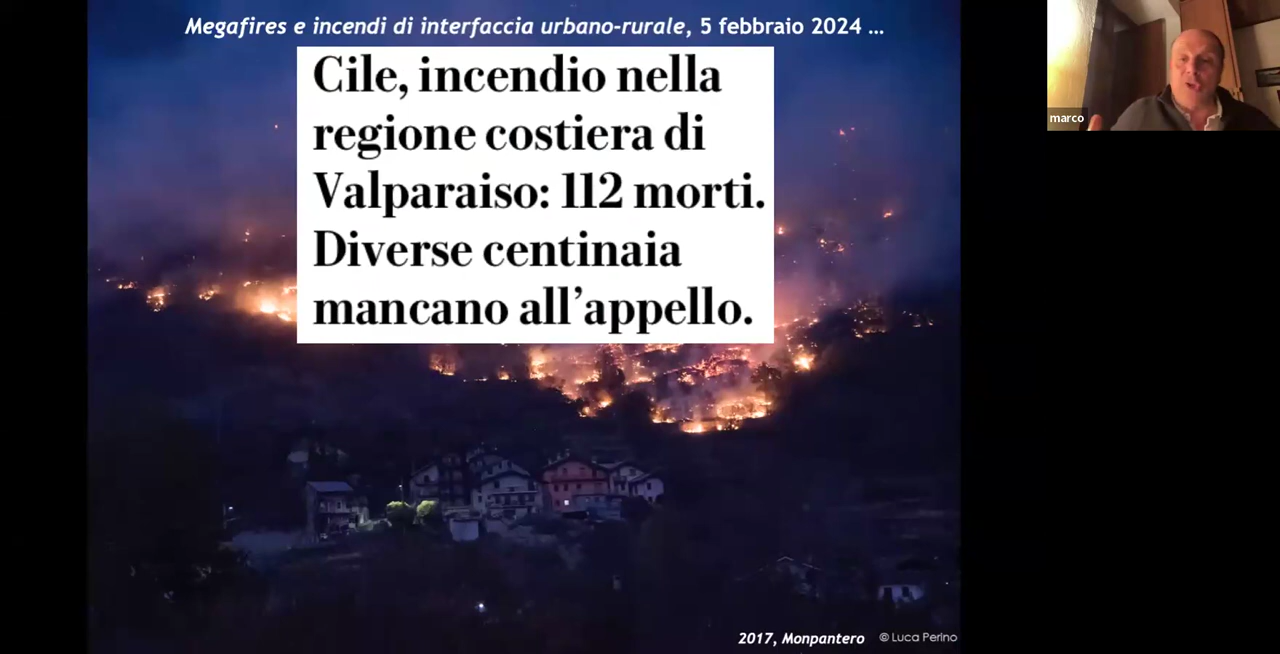 Megafires e incendi di interfaccia urbano-rurale, 5 febbraio 2024 ...
marco
Cile, incendio nella
regione costiera di
Valparaiso: 112 morti.
Diverse centinaia
mancano all’appello.
2017, Monpantero © Luca Perino